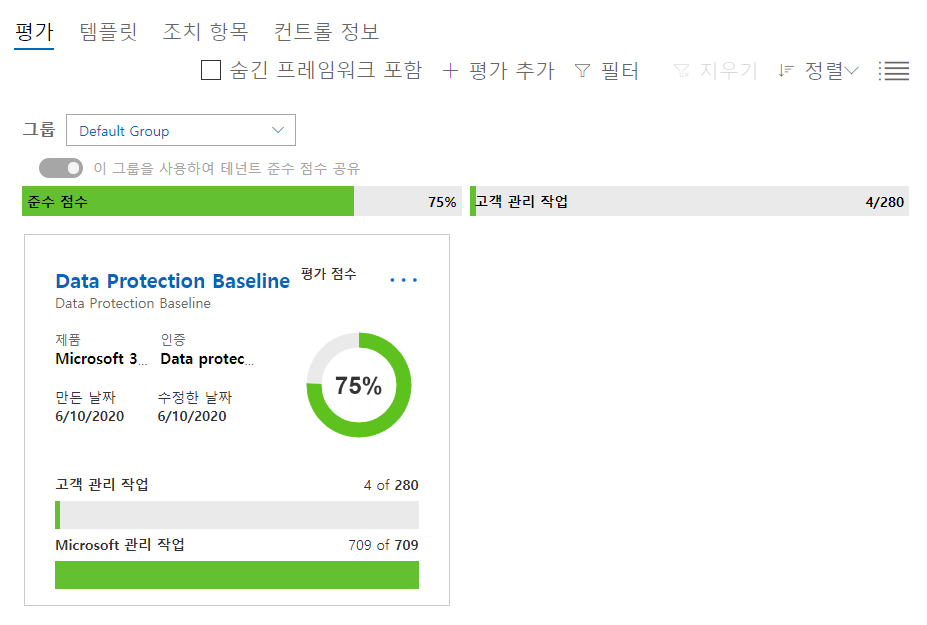 평가 템플릿 조치 항목 컨트롤 정보
숨긴 프레임워크 포함 + 평가 추가 필터 지우기 정렬
그룹 Default Group
이 그룹을 사용하여 테넌트 준수 점수 공유
준수 점수 75% 고객 관리 작업 4/280
Data Protection Baseline 평가 점수 ...
Data Protection Baseline
제품 인증
Microsoft 3... Data protec...
75%
만든 날짜 수정한 날짜
6/10/2020 6/10/2020
고객 관리 작업 4 of 280
Microsoft 관리 작업 709 of 709